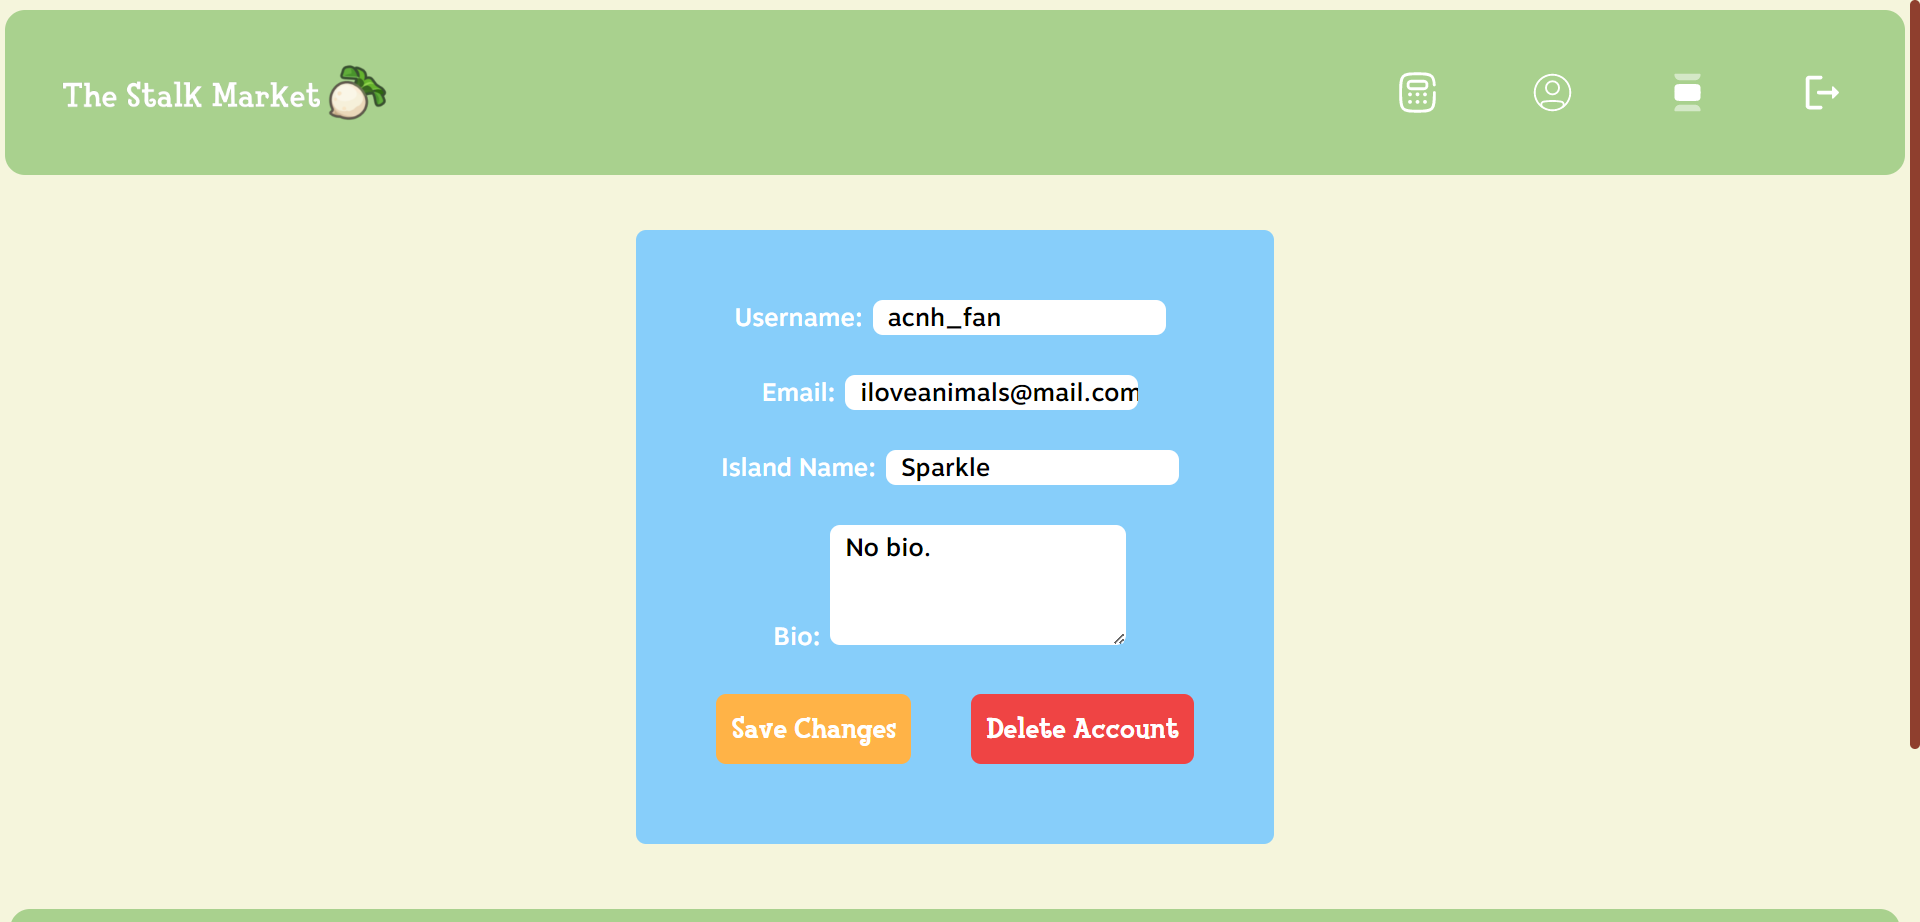 The Stalk Market
Username: acnh_fan
Email: iloveanimals@mail.com
Island Name: Sparkle
No bio.
Bio:
Save Changes
Delete Account